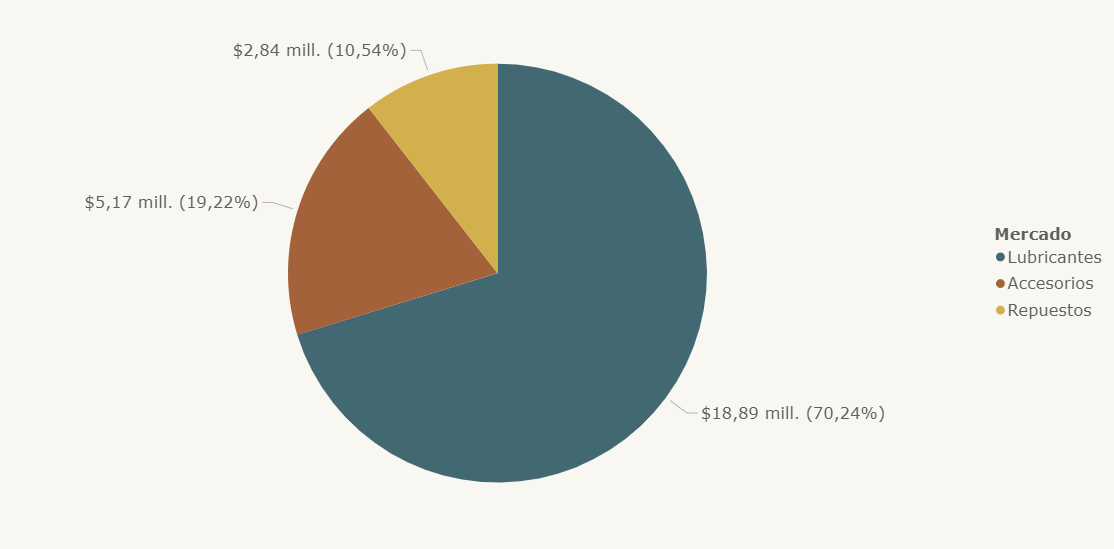 $2,84 mill. (10,54%)
$5,17 mill. (19,22%)
$18,89 mill. (70,24%)
Mercado
Lubricantes
Accesorios
Repuestos